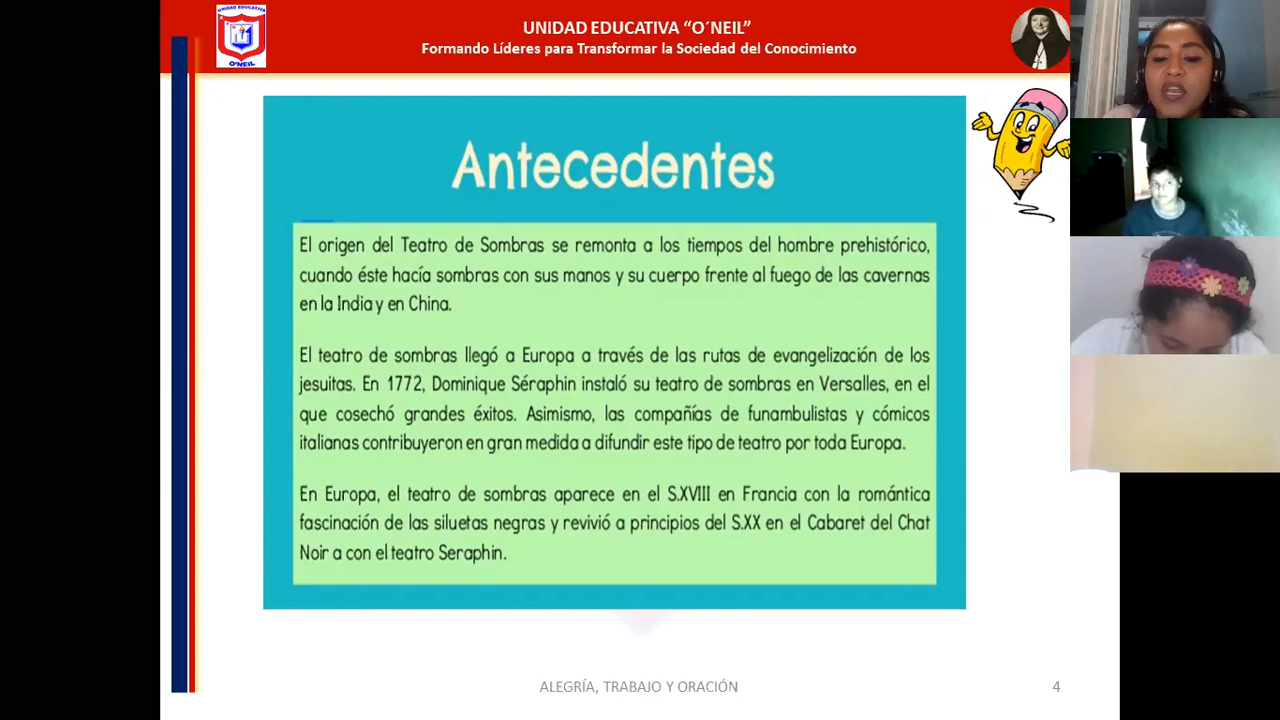 UNIDAD EDUCATIVA
O'NEIL
UNIDAD EDUCATIVA “O´NEIL”
Formando Líderes para Transformar la Sociedad del Conocimiento
Antecedentes
El origen del Teatro de Sombras se remonta a los tiempos del hombre prehistórico,
cuando éste hacía sombras con sus manos y su cuerpo frente al fuego de las cavernas
en la India y en China.
El teatro de sombras llegó a Europa a través de las rutas de evangelización de los
jesuitas. En 1772, Dominique Séraphin instaló su teatro de sombras en Versalles, en el
que cosechó grandes éxitos. Asimismo, las compañías de funambulistas y cómicos
italianas contribuyeron en gran medida a difundir este tipo de teatro por toda Europa.
En Europa, el teatro de sombras aparece en el S.XVIII en Francia con la romántica
fascinación de las siluetas negras y revivió a principios del S.XX en el Cabaret del Chat
Noir a con el teatro Seraphin.
ALEGRÍA, TRABAJO Y ORACIÓN
4